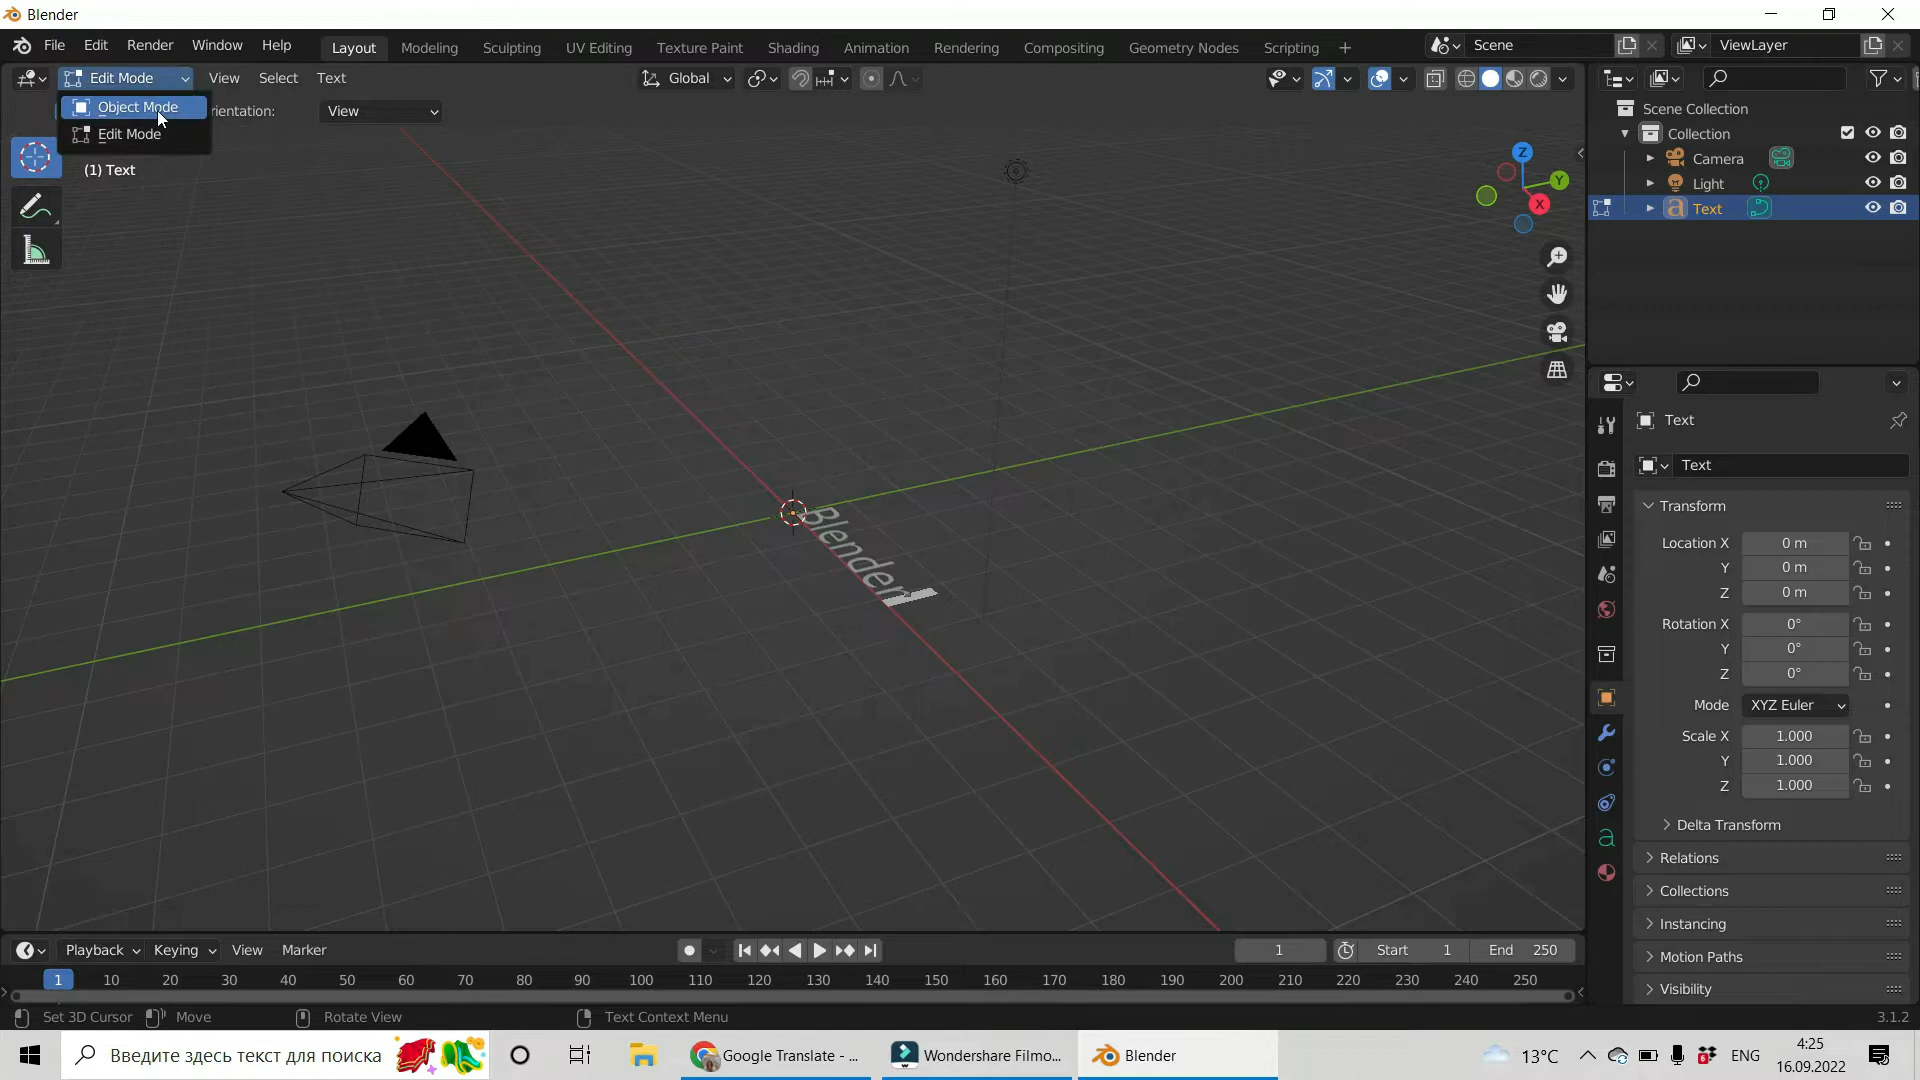 Blender
File Edit Render Window Help Layout Modeling Sculpting UV Editing Texture Paint Shading Animation Rendering Compositing Geometry Nodes Scripting Scene ViewLayer
Edit Mode View Select Text Global
Object Mode
rientation: View
Edit Mode
(1) Text
Z
Y
X
Blender
Scene Collection
Collection
Camera
Light
Text
Text
Text
Transform
Location X 0 m
Y 0 m
Z 0 m
Rotation X 0°
Y 0°
Z 0°
Mode XYZ Euler
Scale X 1.000
Y 1.000
Z 1.000
Delta Transform
Relations
Collections
Instancing
Motion Paths
Visibility
Playback Keying View Marker 1 Start 1 End 250
1 10 20 30 40 50 60 70 80 90 100 110 120 130 140 150 160 170 180 190 200 210 220 230 240 250
Set 3D Cursor Move Rotate View Text Context Menu 3.1.2
Введите здесь текст для поиска Google Translate - ... Wondershare Filmo... Blender 13°C ENG 4:25
16.09.2022